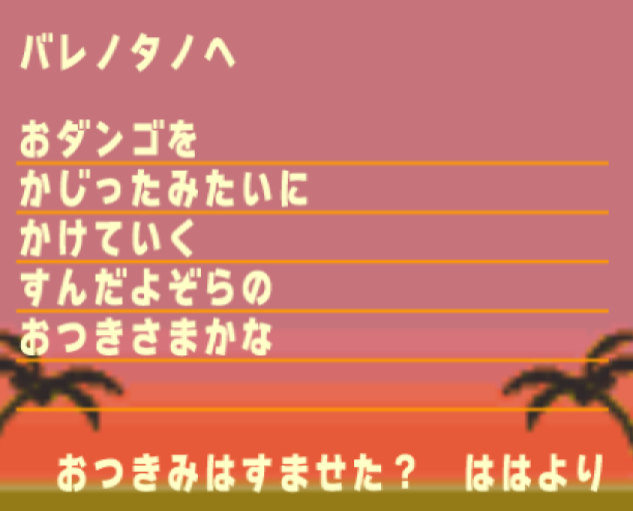 バレノタノへ
おダンゴを
かじったみたいに
かけていく
すんだよぞらの
おつきさまかな
おつきみはすませた？　ははより